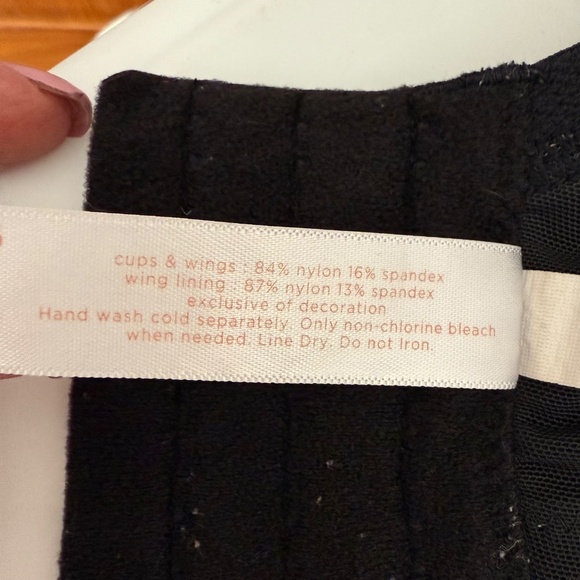 cups & wings : 84% nylon 16% spandex
wing lining : 87% nylon 13% spandex
exclusive of decoration
Hand wash cold separately. Only non-chlorine bleach
when needed. Line Dry. Do not Iron.